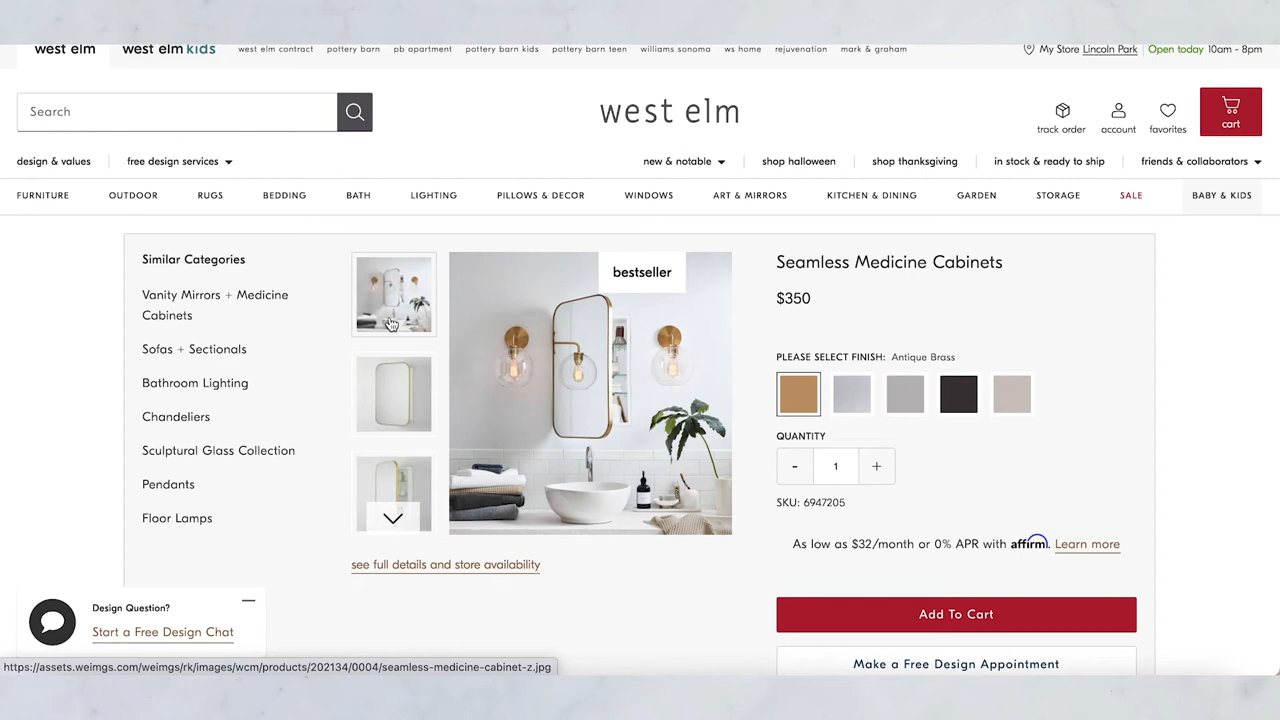 west elm
west elm kids
west elm contract
pottery barn
pb apartment
pottery barn kids
pottery barn teen
williams sonoma
ws home
rejuvenation
mark & graham
My Store Lincoln Park
Open today 10am - 8pm
Search
west elm
track order
account
favorites
cart
design & values
free design services
new & notable
shop halloween
shop thanksgiving
in stock & ready to ship
friends & collaborators
FURNITURE
OUTDOOR
RUGS
BEDDING
BATH
LIGHTING
PILLOWS & DECOR
WINDOWS
ART & MIRRORS
KITCHEN & DINING
GARDEN
STORAGE
SALE
BABY & KIDS
Similar Categories
Vanity Mirrors + Medicine
Cabinets
Sofas + Sectionals
Bathroom Lighting
Chandeliers
Sculptural Glass Collection
Pendants
Floor Lamps
bestseller
see full details and store availability
Seamless Medicine Cabinets
$350
PLEASE SELECT FINISH: Antique Brass
QUANTITY
- 1 +
SKU: 6947205
As low as $32/month or 0% APR with affirm. Learn more
Add To Cart
Make a Free Design Appointment
Design Question?
Start a Free Design Chat
https://assets.weimgs.com/weimgs/rk/images/wcm/products/202134/0004/seamless-medicine-cabinet-z.jpg